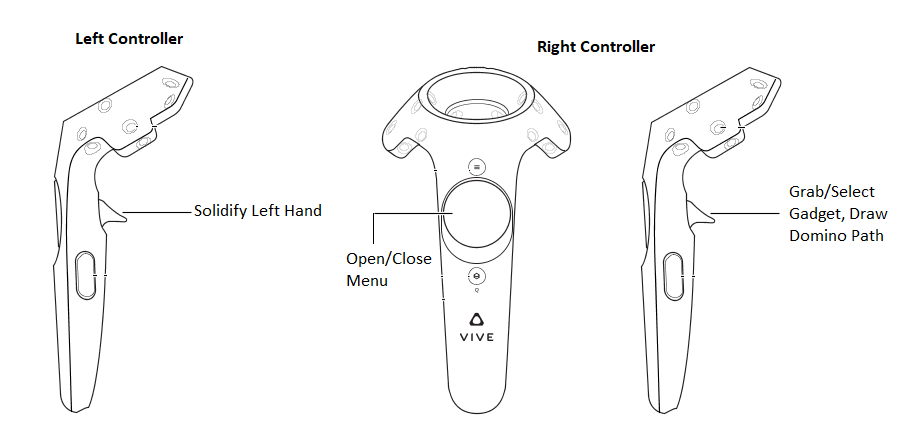 Left Controller
Right Controller
Solidify Left Hand
Open/Close
Menu
VIVE
Grab/Select
Gadget, Draw
Domino Path